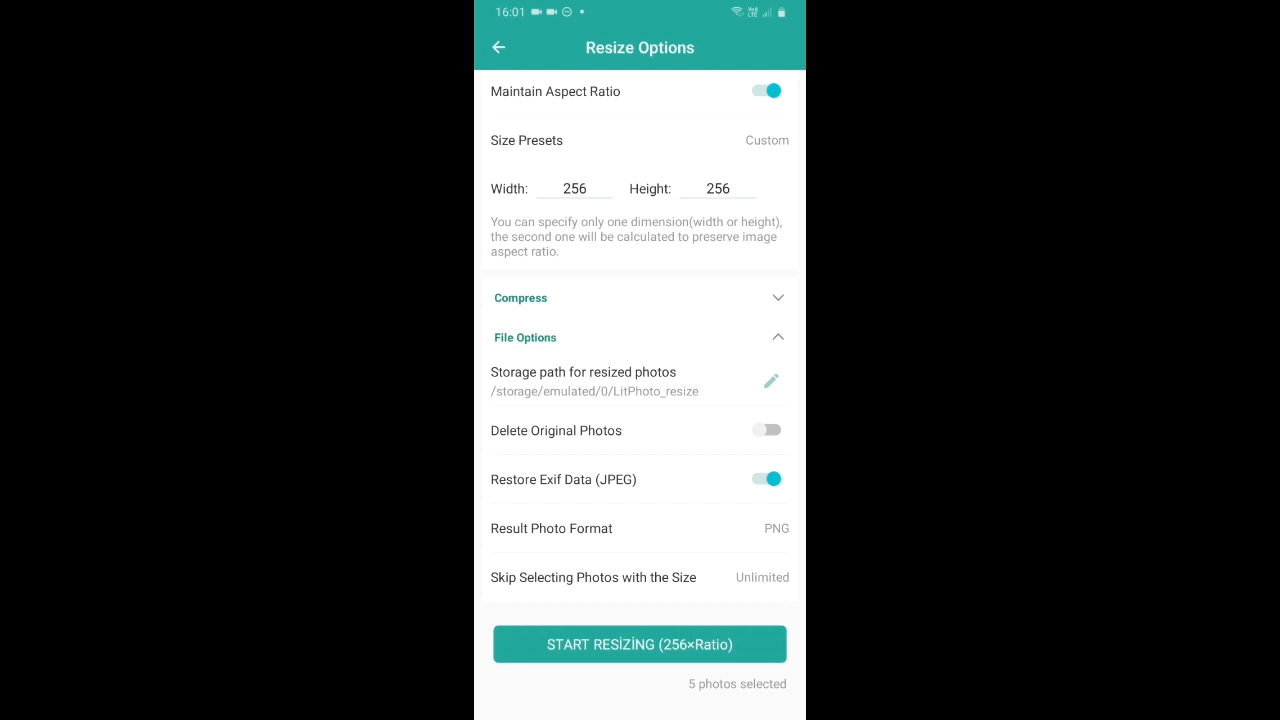 16:01
Resize Options
Maintain Aspect Ratio
Size Presets Custom
Width: 256 Height: 256
You can specify only one dimension(width or height),
the second one will be calculated to preserve image
aspect ratio.
Compress
File Options
Storage path for resized photos
/storage/emulated/0/LitPhoto_resize
Delete Original Photos
Restore Exif Data (JPEG)
Result Photo Format PNG
Skip Selecting Photos with the Size Unlimited
START RESİZİNG (256×Ratio)
5 photos selected